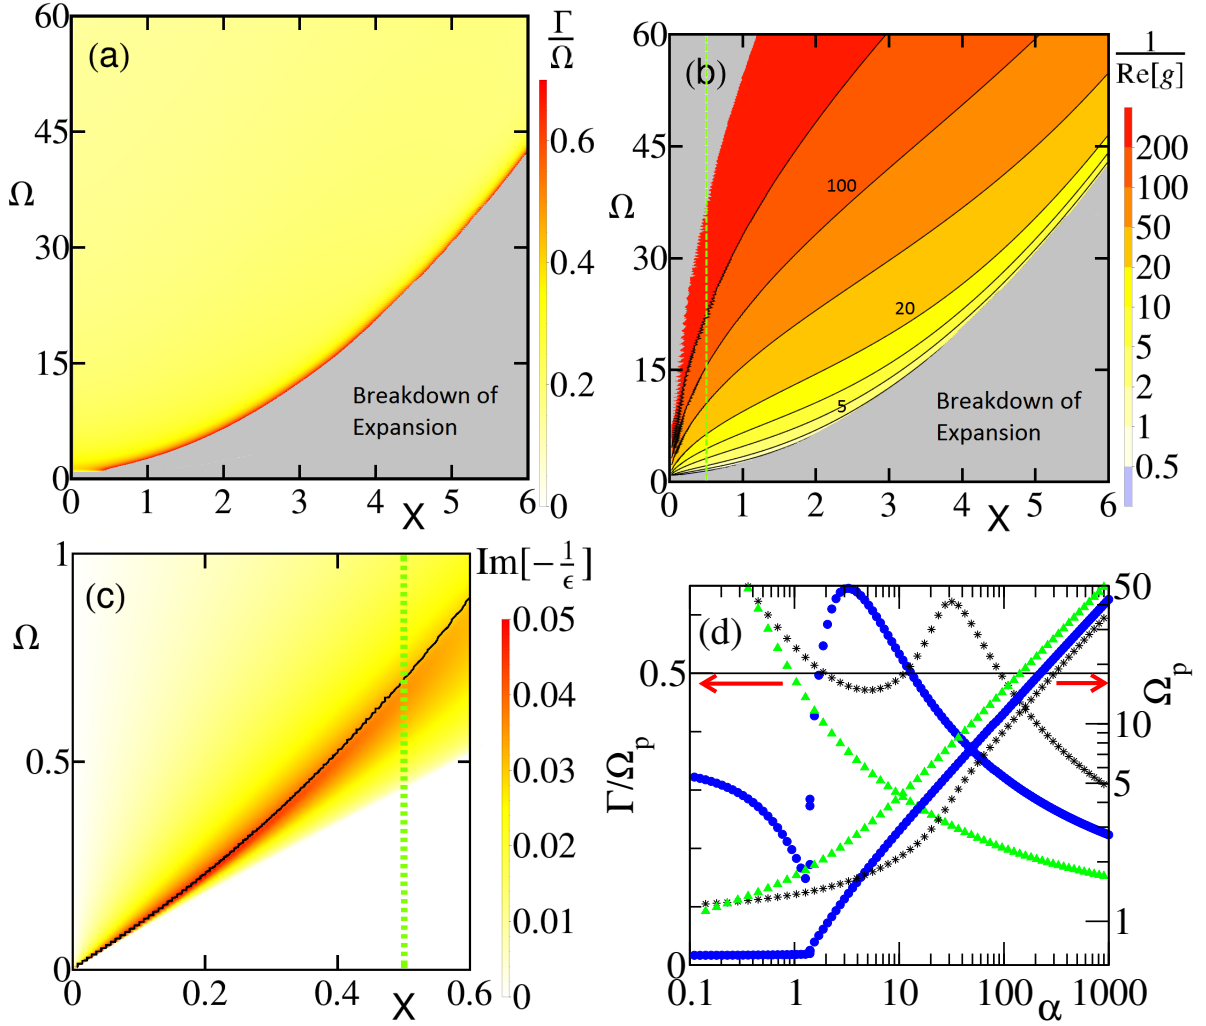 (a)
60
45
Ω
30
15
0
0 1 2 3 4 5 6
X
Breakdown of
Expansion
Γ
Ω
0.6
0.4
0.2
0
(b)
60
45
Ω
30
15
0
0 1 2 3 4 5 6
X
100
20
5
Breakdown of
Expansion
1
Re[g]
200
100
50
20
10
5
2
1
0.5
(c)
1
Ω
0.5
0
0 0.2 0.4 0.6
X
Im[-1/ϵ]
0.05
0.04
0.03
0.02
0.01
0
(d)
0.5
Γ/Ωp
0
0.1 1 10 100 1000
α
50
Ωp
10
5
1